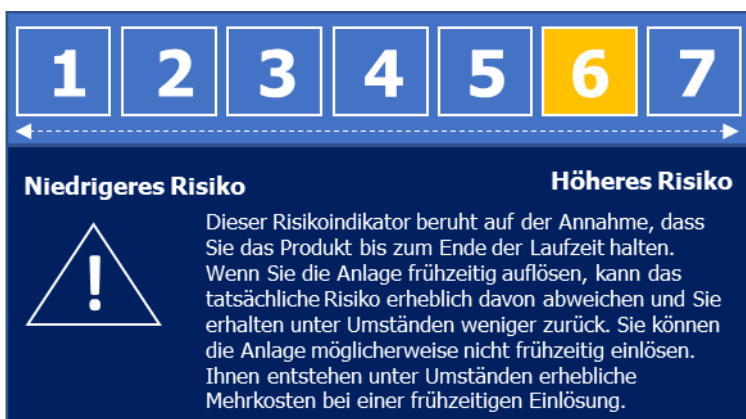 1 2 3 4 5 6 7
Niedrigeres Risiko
Höheres Risiko
!
Dieser Risikoindikator beruht auf der Annahme, dass
Sie das Produkt bis zum Ende der Laufzeit halten.
Wenn Sie die Anlage frühzeitig auflösen, kann das
tatsächliche Risiko erheblich davon abweichen und Sie
erhalten unter Umständen weniger zurück. Sie können
die Anlage möglicherweise nicht frühzeitig einlösen.
Ihnen entstehen unter Umständen erhebliche
Mehrkosten bei einer frühzeitigen Einlösung.